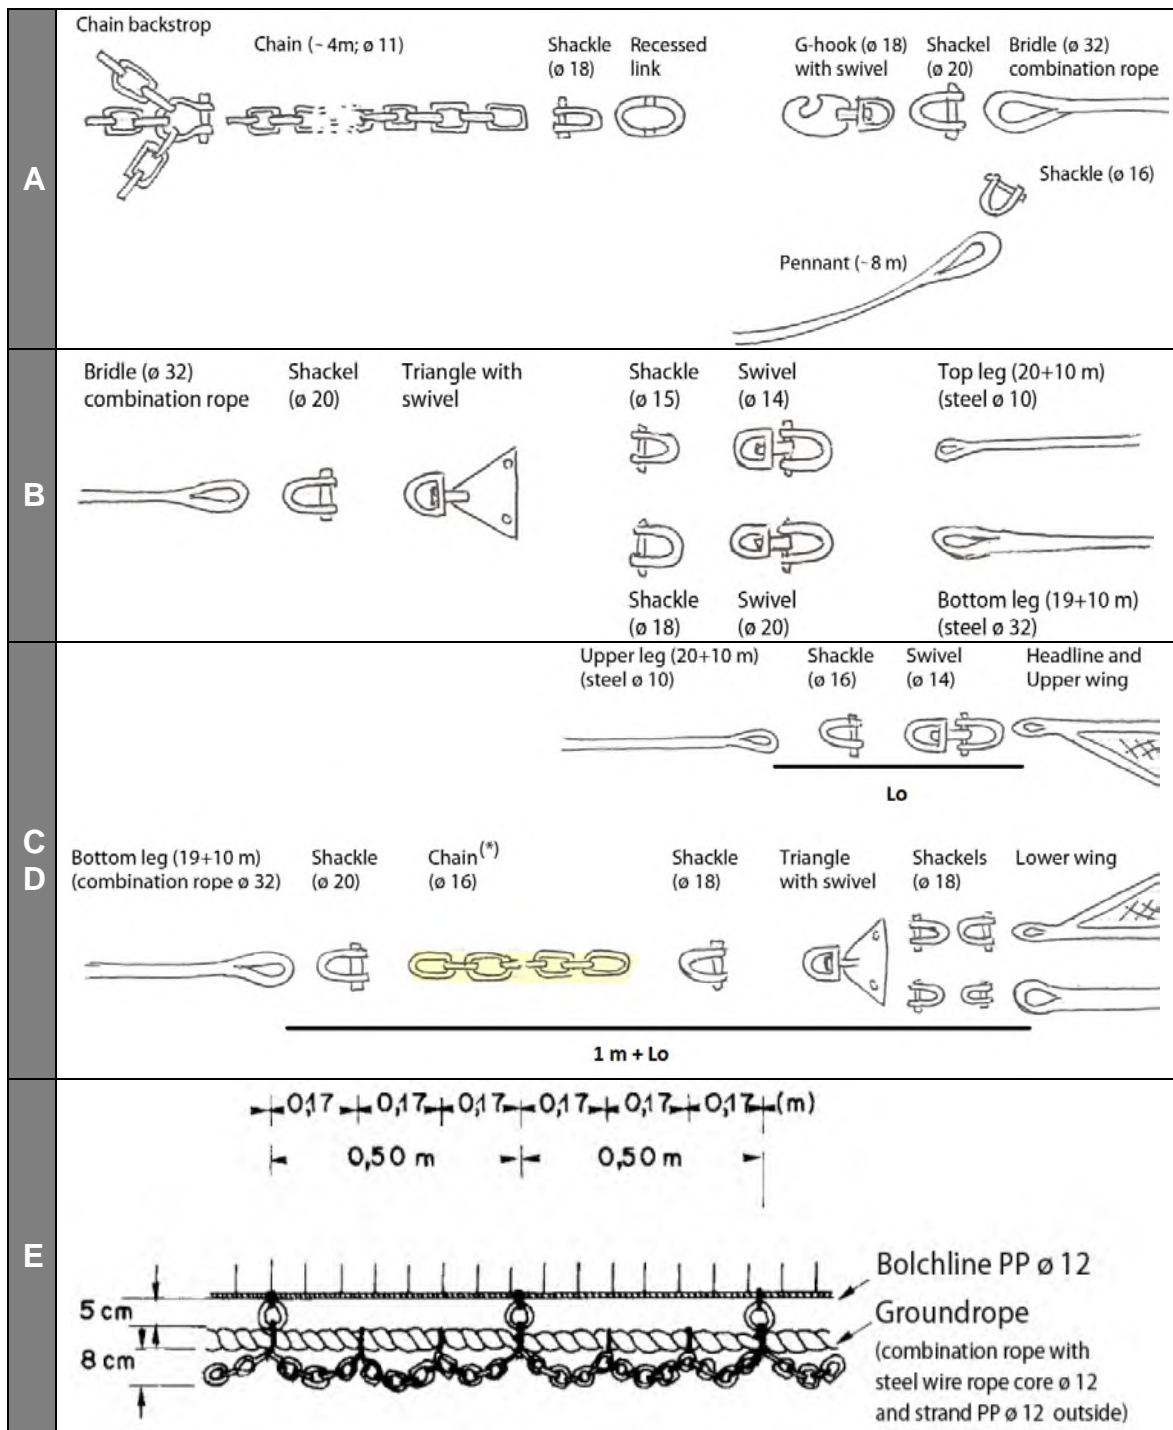 A
Chain backstrop
Chain (~4m; ø 11)
Shackle
(ø 18)
Recessed
link
G-hook (ø 18)
with swivel
Shackel
(ø 20)
Bridle (ø 32)
combination rope
Shackle (ø 16)
Pennant (~8 m)
B
Bridle (ø 32)
combination rope
Shackel
(ø 20)
Triangle with
swivel
Shackle
(ø 15)
Swivel
(ø 14)
Top leg (20+10 m)
(steel ø 10)
Shackle
(ø 18)
Swivel
(ø 20)
Bottom leg (19+10 m)
(steel ø 32)
C
D
Upper leg (20+10 m)
(steel ø 10)
Shackle
(ø 16)
Swivel
(ø 14)
Headline and
Upper wing
Lo
Bottom leg (19+10 m)
(combination rope ø 32)
Shackle
(ø 20)
Chain(*)
(ø 16)
Shackle
(ø 18)
Triangle
with swivel
Shackels
(ø 18)
Lower wing
1 m + Lo
E
0,17 0,17 0,17 0,17 0,17 0,17 (m)
0,50 m 0,50 m
5 cm
8 cm
Bolchline PP ø 12
Groundrope
(combination rope with
steel wire rope core ø 12
and strand PP ø 12 outside)